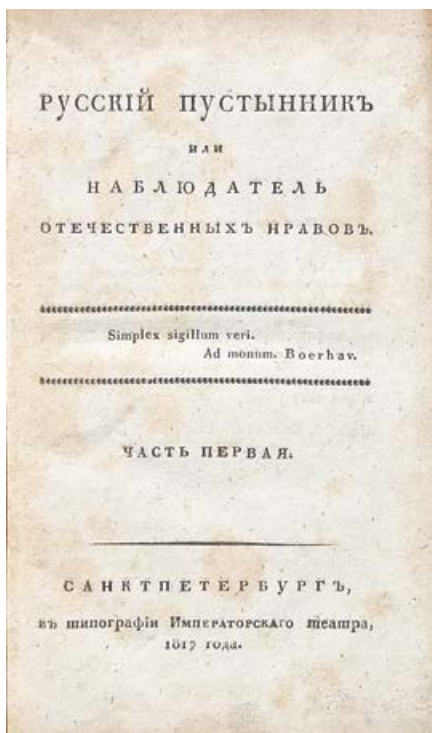 РУССКІЙ ПУСТЫННИКЪ
ИЛИ
НАБЛЮДАТЕЛЬ
ОТЕЧЕСТВЕННЫХЪ НРАВОВЪ.
Simplex sigillum veri.
Ad monum. Boerhav.
ЧАСТЬ ПЕРВАЯ.
САНКТПЕТЕРБУРГЪ,
въ типографіи ИМПЕРАТОРСКАГО театра,
1817 года.